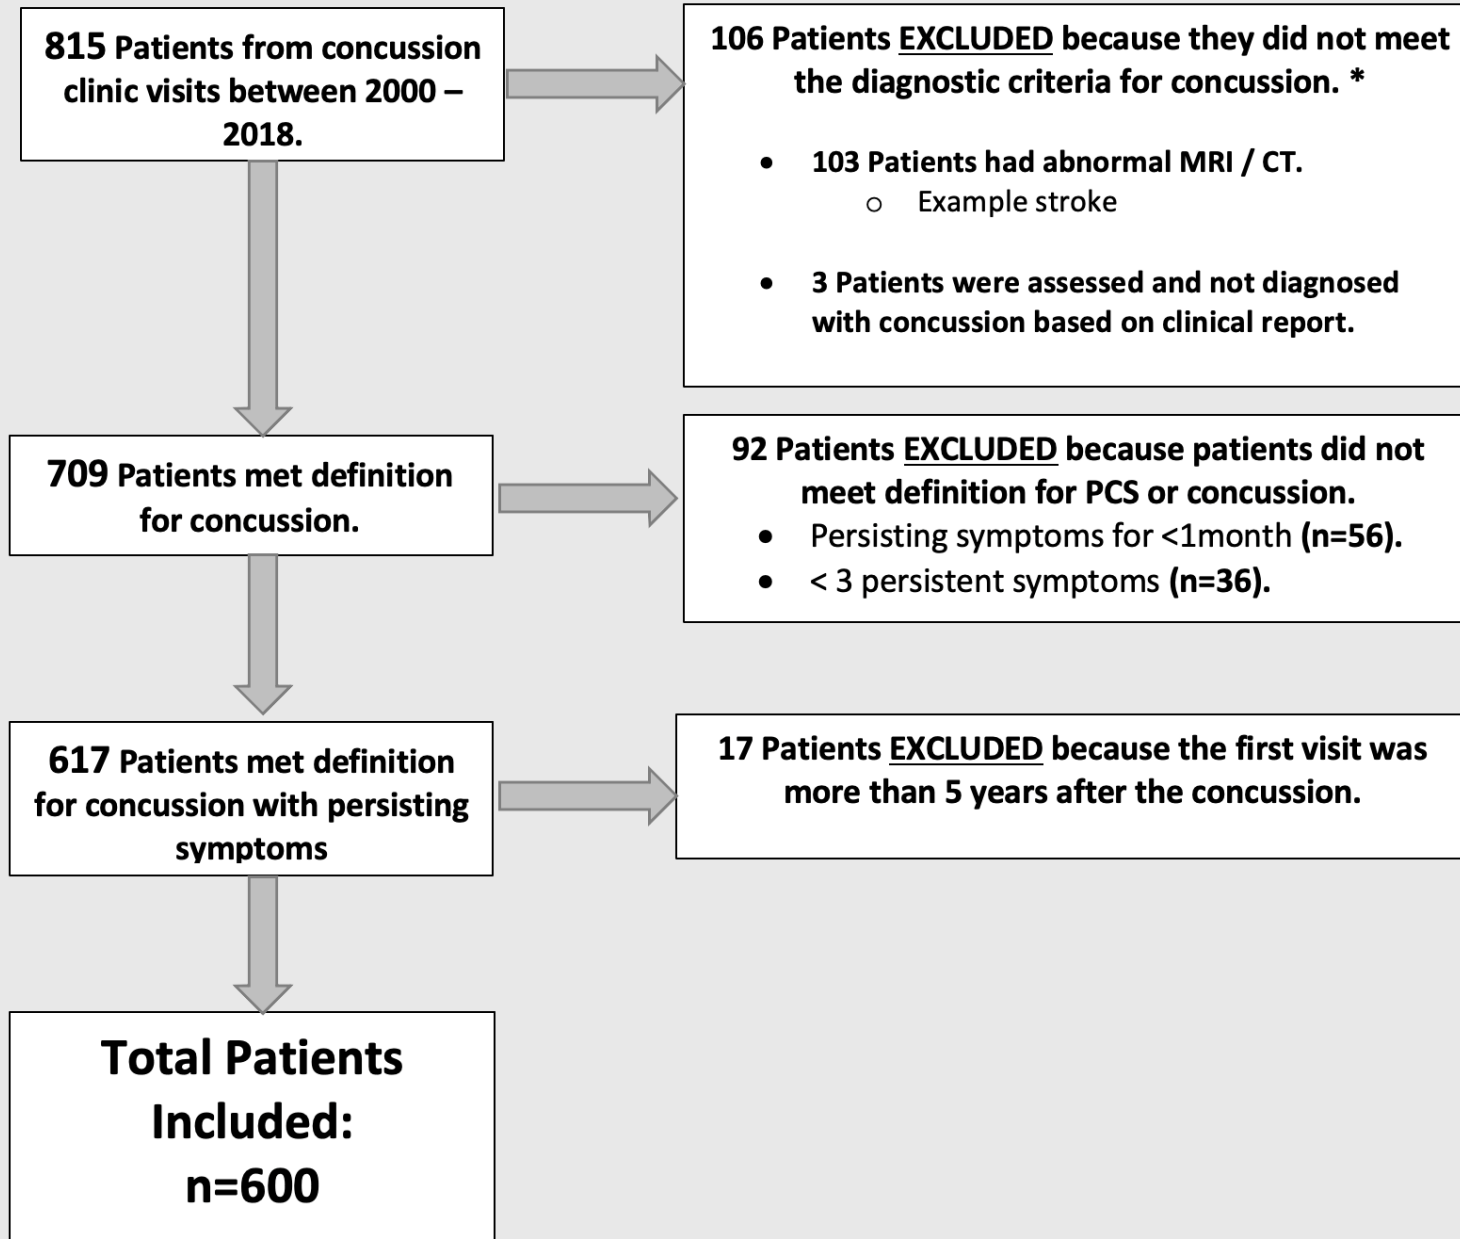 815 Patients from concussion
clinic visits between 2000 –
2018.
106 Patients EXCLUDED because they did not meet
the diagnostic criteria for concussion. *
• 103 Patients had abnormal MRI / CT.
o Example stroke
• 3 Patients were assessed and not diagnosed
with concussion based on clinical report.
709 Patients met definition
for concussion.
92 Patients EXCLUDED because patients did not
meet definition for PCS or concussion.
• Persisting symptoms for <1month (n=56).
• < 3 persistent symptoms (n=36).
617 Patients met definition
for concussion with persisting
symptoms
17 Patients EXCLUDED because the first visit was
more than 5 years after the concussion.
Total Patients
Included:
n=600